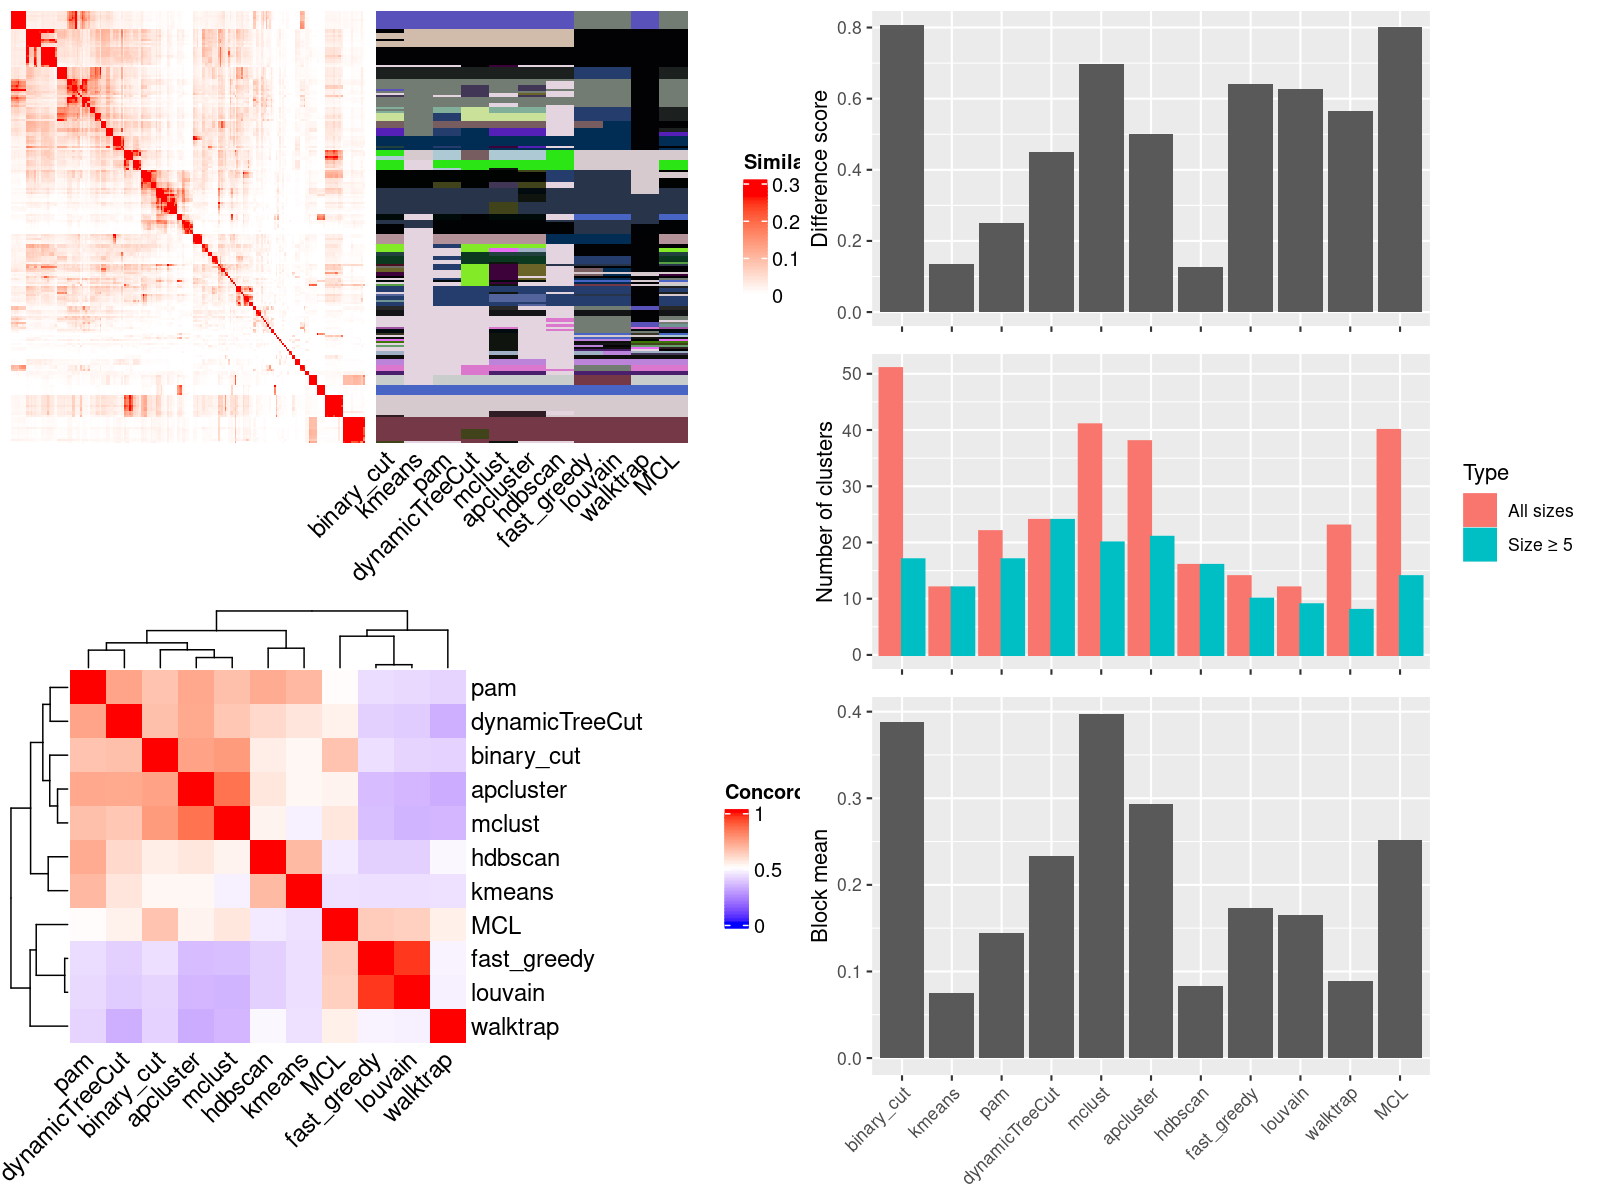 Simila
0.3
0.2
0.1
0
binary_cut
kmeans
pam
dynamicTreeCut
mclust
apcluster
hdbscan
fast_greedy
louvain
walktrap
MCL
pam
dynamicTreeCut
binary_cut
apcluster
mclust
hdbscan
kmeans
MCL
fast_greedy
louvain
walktrap
pam
dynamicTreeCut
binary_cut
apcluster
mclust
hdbscan
kmeans
MCL
fast_greedy
louvain
walktrap
Concord
1
0.5
0
Difference score
0.8
0.6
0.4
0.2
0.0
Number of clusters
50
40
30
20
10
0
Type
All sizes
Size ≥ 5
Block mean
0.4
0.3
0.2
0.1
0.0
binary_cut
kmeans
pam
dynamicTreeCut
mclust
apcluster
hdbscan
fast_greedy
louvain
walktrap
MCL